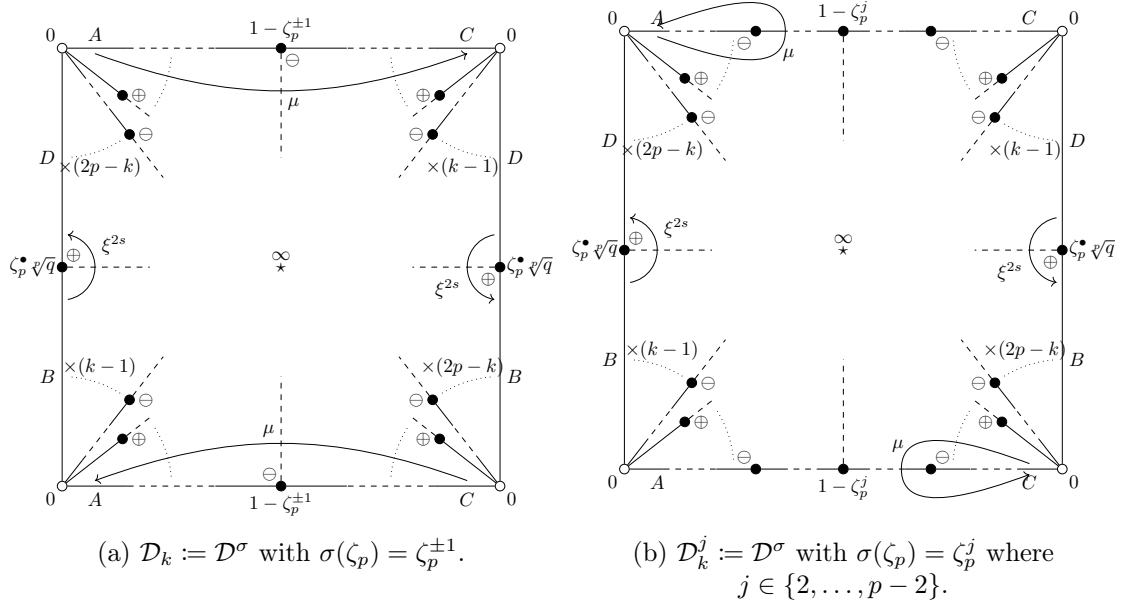 0 A 1 − ζ_p^{±1} C 0
⊖
μ
⊕ ⊕
⊖ ⊖
D ×(2p − k) ×(k − 1) D
ξ^{2s} ⊕ ∞
ζ_p^• ᵖ√q ⋆ ζ_p^• ᵖ√q
⊕ ξ^{2s}
B ×(k − 1) ×(2p − k) B
⊖ ⊖
⊕ ⊕
μ
⊖
0 A 1 − ζ_p^{±1} C 0
(a) 𝒟_k := 𝒟^σ with σ(ζ_p) = ζ_p^{±1}.
0 A 1 − ζ_p^j C 0
⊖ μ ⊖
⊕ ⊕
⊖ ⊖
D ×(2p − k) ×(k − 1) D
ξ^{2s} ⊕ ∞
ζ_p^• ᵖ√q ⋆ ζ_p^• ᵖ√q
⊕ ξ^{2s}
B ×(k − 1) ×(2p − k) B
⊖ ⊖
⊕ ⊕
⊖ μ ⊖
0 A 1 − ζ_p^j C 0
(b) 𝒟_k^j := 𝒟^σ with σ(ζ_p) = ζ_p^j where
j ∈ {2, . . . , p − 2}.